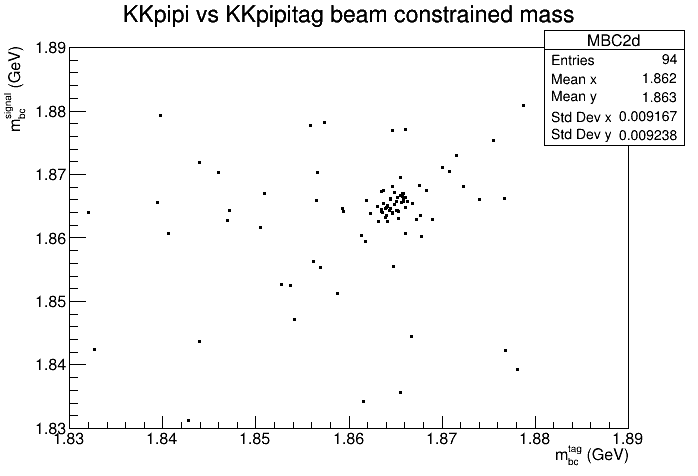 KKpipi vs KKpipitag beam constrained mass
MBC2d
Entries 94
Mean x 1.862
Mean y 1.863
Std Dev x 0.009167
Std Dev y 0.009238
m_bc^signal (GeV)
1.89
1.88
1.87
1.86
1.85
1.84
1.83
1.83 1.84 1.85 1.86 1.87 1.88 1.89
m_bc^tag (GeV)